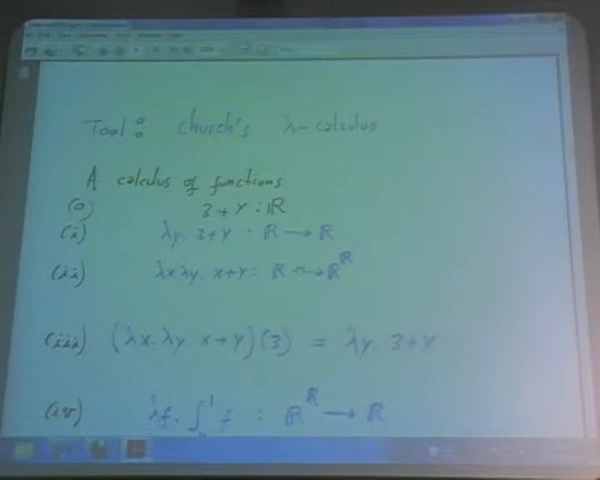 Tool: Church's λ-calculus
A calculus of functions
(o) 3 + y : ℝ
(i) λy. 3+y : ℝ → ℝ
(ii) λx λy. x+y : ℝ → ℝ^ℝ
(iii) (λx. λy x+y)(3) = λy. 3+y
(iv) λf. ∫₀¹ f : ℝ^ℝ → ℝ